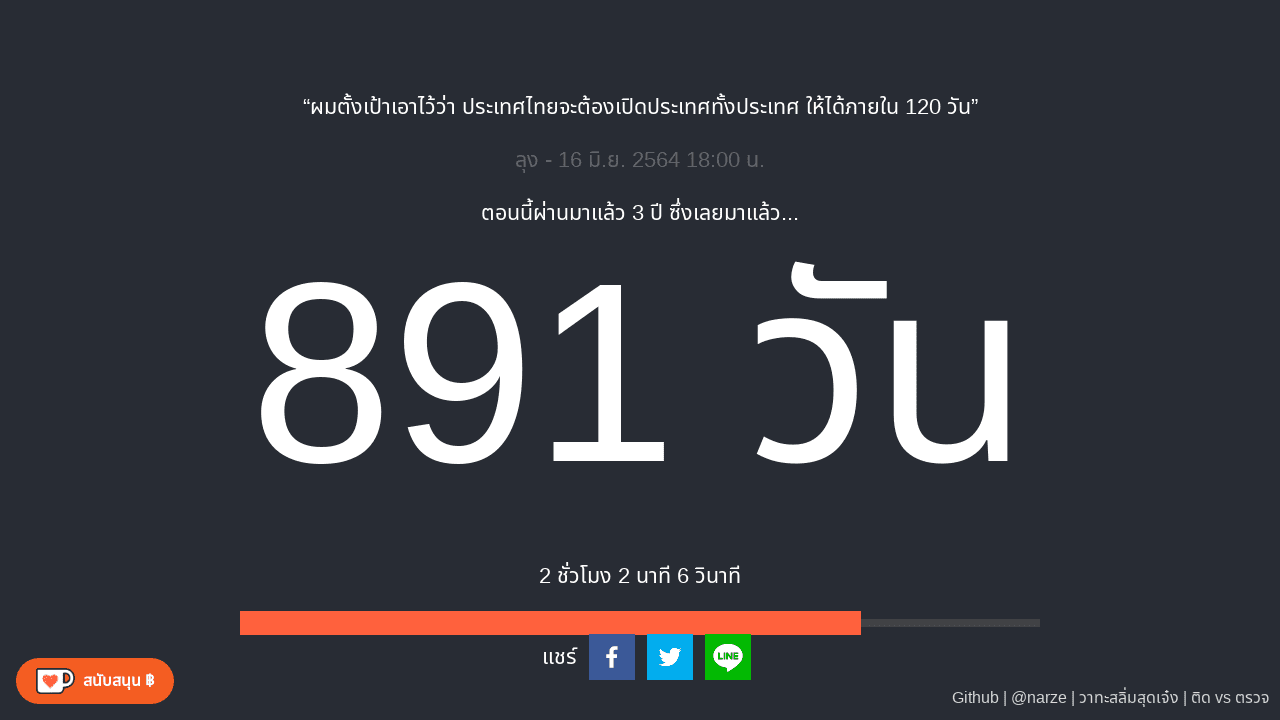 “ผมตั้งเป้าเอาไว้ว่า ประเทศไทยจะต้องเปิดประเทศทั้งประเทศ ให้ได้ภายใน 120 วัน”
ลุง - 16 มิ.ย. 2564 18:00 น.
ตอนนี้ผ่านมาแล้ว 3 ปี ซึ่งเลยมาแล้ว...
891 วัน
2 ชั่วโมง 2 นาที 6 วินาที
แชร์
LINE
สนับสนุน ฿
Github | @narze | วาทะสลิ่มสุดเจ๋ง | ติด vs ตรวจ